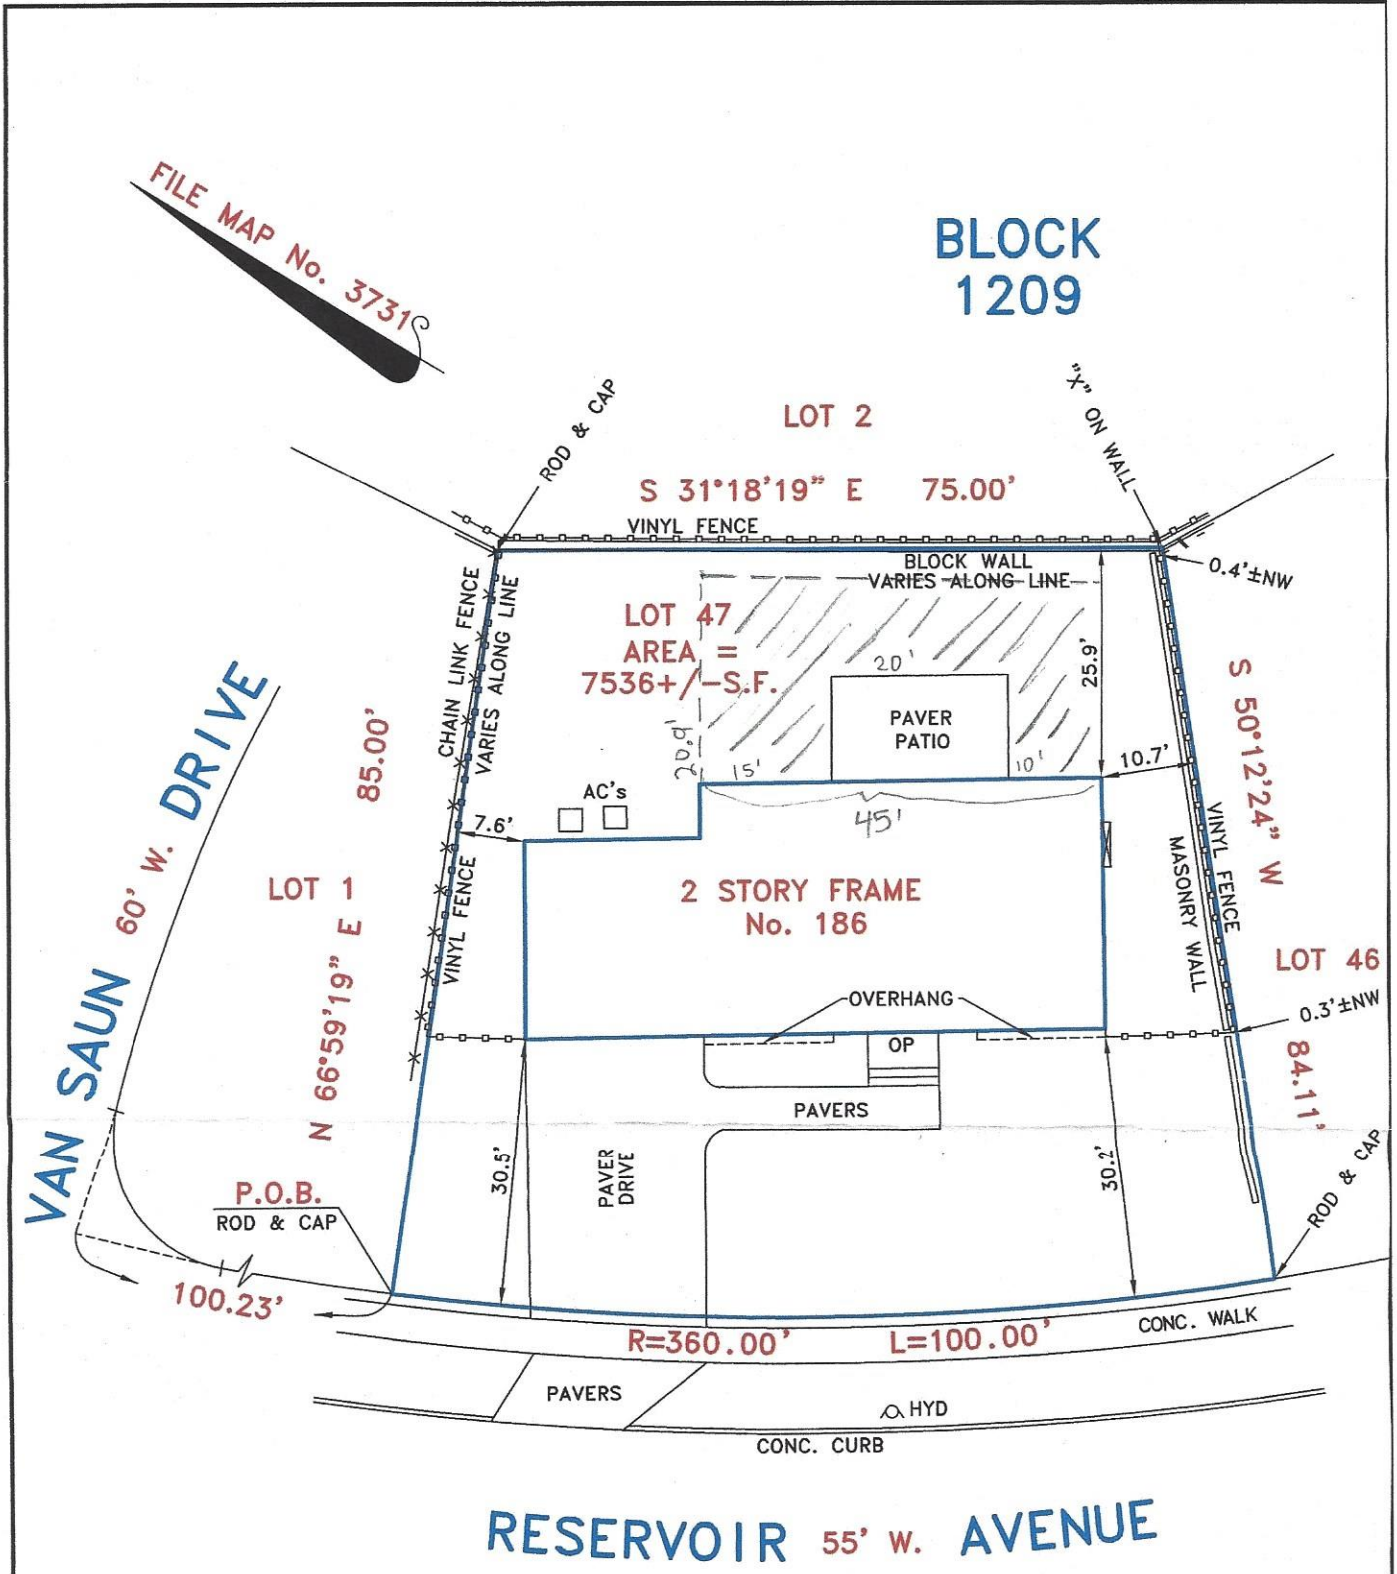 FILE MAP No. 3731
BLOCK
1209
ROD & CAP
LOT 2
"X" ON WALL
S 31°18'19" E 75.00'
VINYL FENCE
BLOCK WALL
VARIES ALONG LINE
0.4'±NW
CHAIN LINK FENCE
VARIES ALONG LINE
LOT 47
AREA =
7536+/-S.F.
20'
25.9'
PAVER
PATIO
20.9'
15'
10'
10.7'
S 50°12'24" W
VAN SAUN 60' W. DRIVE
85.00'
AC's
7.6'
45'
VINYL FENCE
MASONRY WALL
LOT 1
N 66°59'19" E
VINYL FENCE
2 STORY FRAME
No. 186
LOT 46
OVERHANG
0.3'±NW
OP
84.11'
PAVERS
30.5'
PAVER
DRIVE
30.2'
ROD & CAP
P.O.B.
ROD & CAP
100.23'
R=360.00' L=100.00'
CONC. WALK
PAVERS
HYD
CONC. CURB
RESERVOIR 55' W. AVENUE